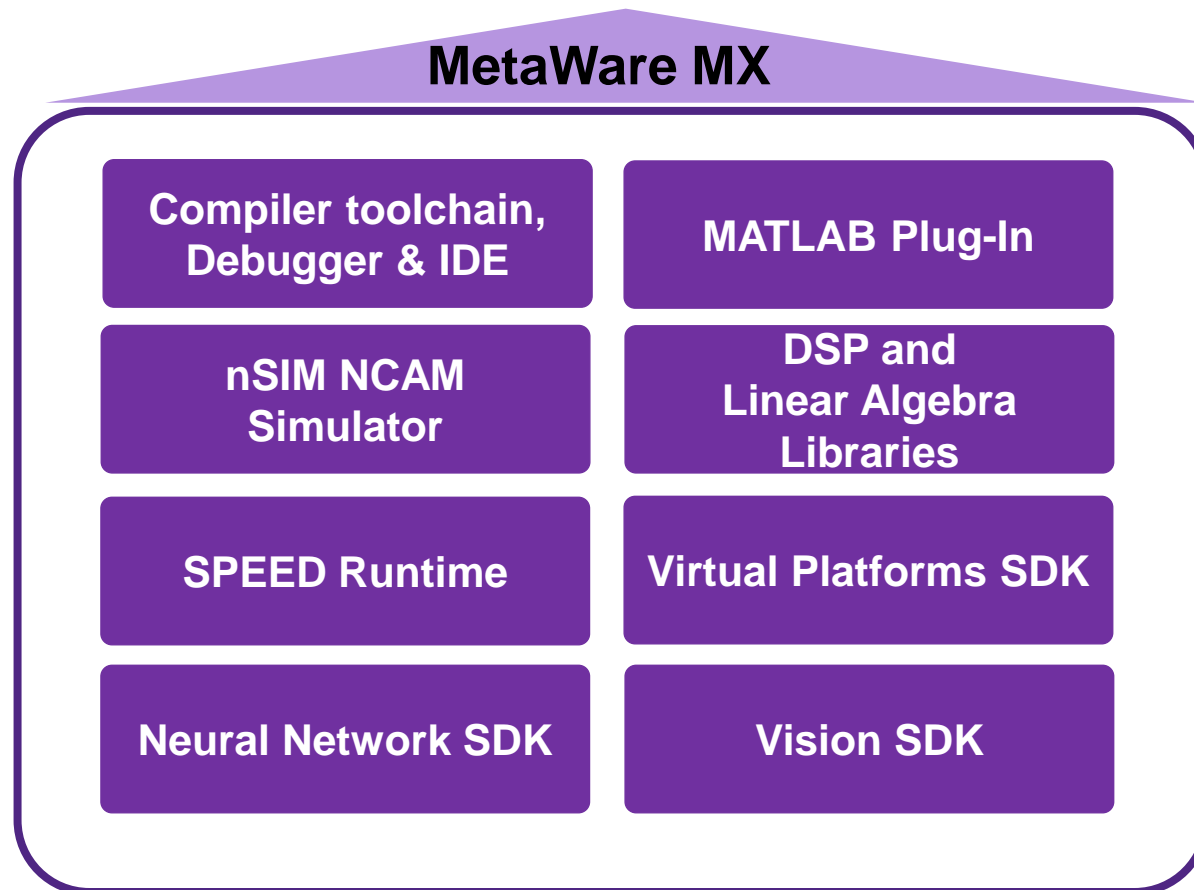 MetaWare MX
Compiler toolchain,
Debugger & IDE
MATLAB Plug-In
nSIM NCAM
Simulator
DSP and
Linear Algebra
Libraries
SPEED Runtime
Virtual Platforms SDK
Neural Network SDK
Vision SDK